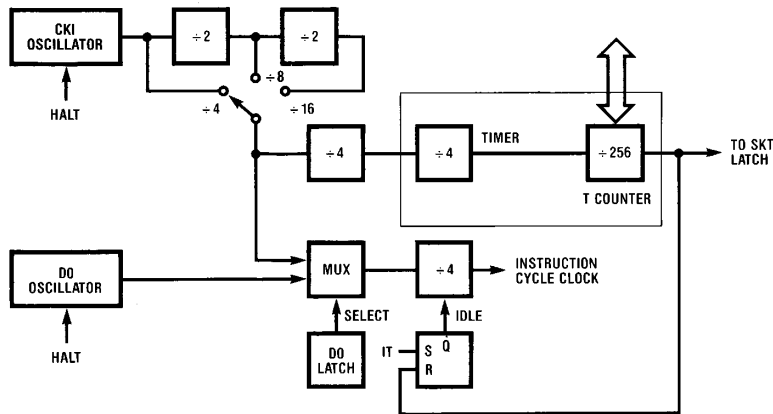 CKI
OSCILLATOR
÷2
÷2
÷8
÷4
÷16
HALT
÷4
÷4
TIMER
÷256
TO SKT
LATCH
T COUNTER
DO
OSCILLATOR
MUX
÷4
INSTRUCTION
CYCLE CLOCK
SELECT
IDLE
HALT
DO
LATCH
IT
S
Q
R